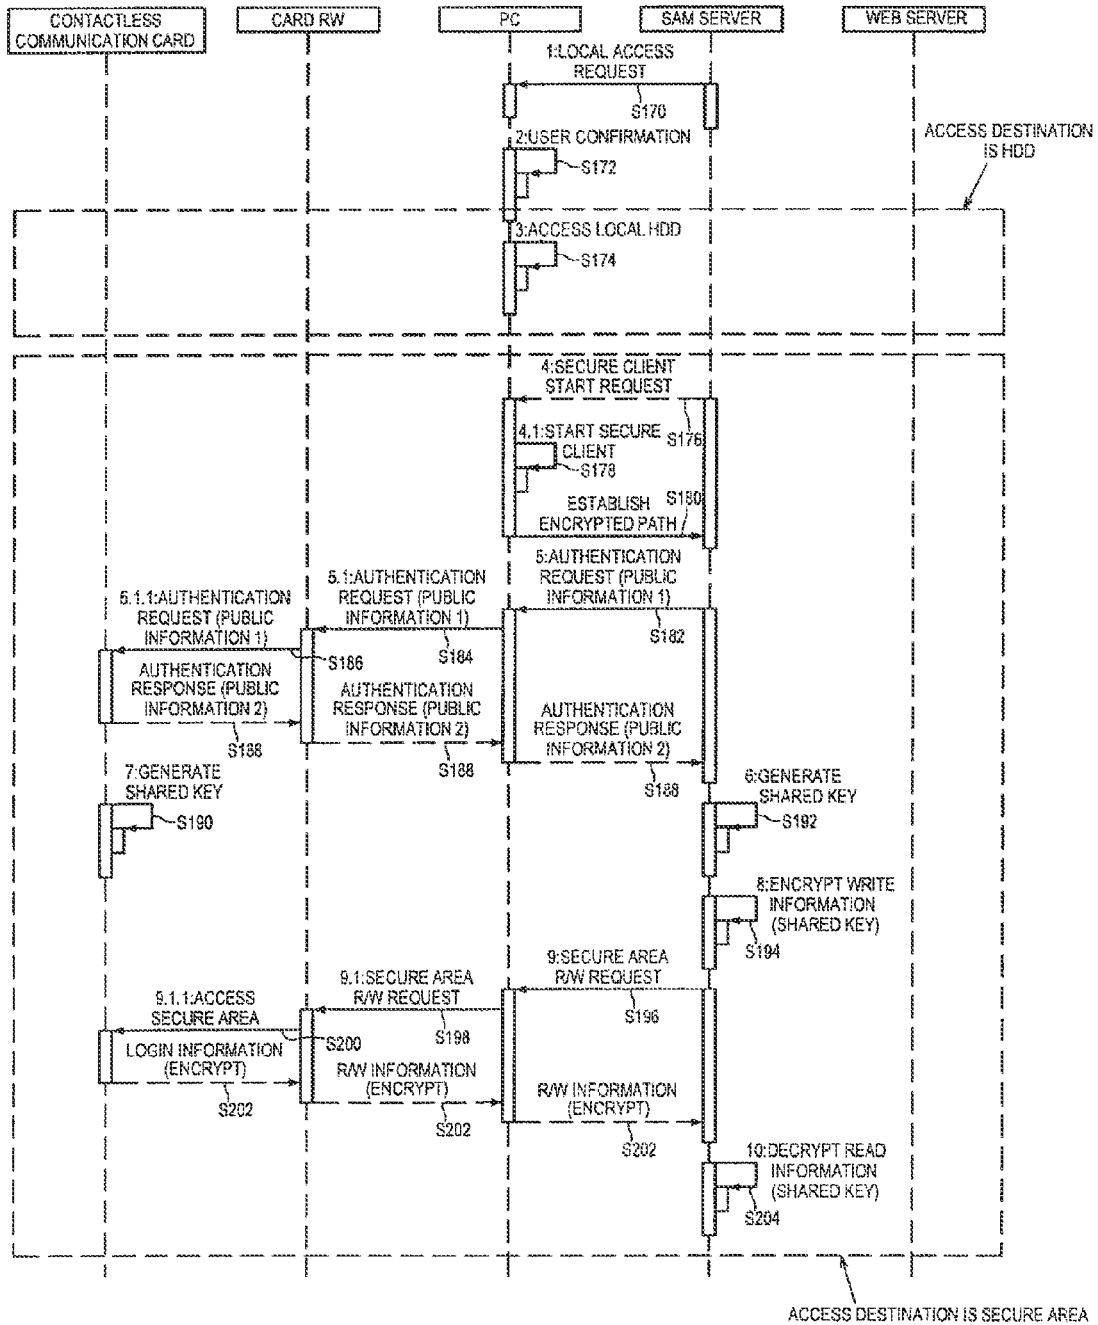 CONTACTLESS
COMMUNICATION CARD
CARD RW
PC
SAM SERVER
WEB SERVER
1:LOCAL ACCESS
REQUEST
S170
2:USER CONFIRMATION
S172
ACCESS DESTINATION
IS HDD
3:ACCESS LOCAL HDD
S174
4:SECURE CLIENT
START REQUEST
S176
4.1:START SECURE
CLIENT
S178
S180
ESTABLISH
ENCRYPTED PATH
5:AUTHENTICATION
REQUEST (PUBLIC
INFORMATION 1)
S182
5.1:AUTHENTICATION
REQUEST (PUBLIC
INFORMATION 1)
S184
5.1.1:AUTHENTICATION
REQUEST (PUBLIC
INFORMATION 1)
S186
AUTHENTICATION
RESPONSE (PUBLIC
INFORMATION 2)
S188
AUTHENTICATION
RESPONSE (PUBLIC
INFORMATION 2)
S188
AUTHENTICATION
RESPONSE (PUBLIC
INFORMATION 2)
S188
7:GENERATE
SHARED KEY
S190
6:GENERATE
SHARED KEY
S192
8:ENCRYPT WRITE
INFORMATION
(SHARED KEY)
S194
9:SECURE AREA
R/W REQUEST
S196
9.1:SECURE AREA
R/W REQUEST
S198
9.1.1:ACCESS
SECURE AREA
S200
LOGIN INFORMATION
(ENCRYPT)
S202
R/W INFORMATION
(ENCRYPT)
S202
R/W INFORMATION
(ENCRYPT)
S202
10:DECRYPT READ
INFORMATION
(SHARED KEY)
S204
ACCESS DESTINATION IS SECURE AREA